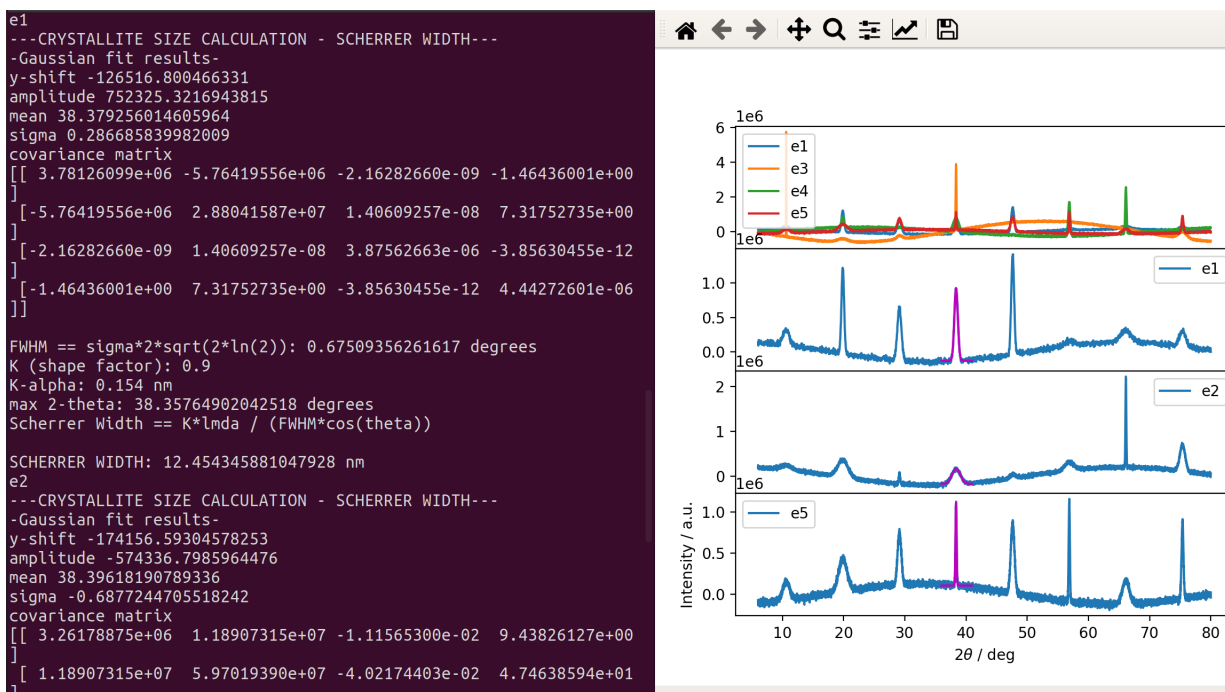 e1
---CRYSTALLITE SIZE CALCULATION - SCHERRER WIDTH---
-Gaussian fit results-
y-shift -126516.800466331
amplitude 752325.3216943815
mean 38.379256014605964
sigma 0.286685839982009
covariance matrix
[[ 3.78126099e+06 -5.76419556e+06 -2.16282660e-09 -1.46436001e+00
]
 [-5.76419556e+06  2.88041587e+07  1.40609257e-08  7.31752735e+00
]
 [-2.16282660e-09  1.40609257e-08  3.87562663e-06 -3.85630455e-12
]
 [-1.46436001e+00  7.31752735e+00 -3.85630455e-12  4.44272601e-06
]]
FWHM == sigma*2*sqrt(2*ln(2)): 0.67509356261617 degrees
K (shape factor): 0.9
K-alpha: 0.154 nm
max 2-theta: 38.35764902042518 degrees
Scherrer Width == K*lmda / (FWHM*cos(theta))
SCHERRER WIDTH: 12.454345881047928 nm
e2
---CRYSTALLITE SIZE CALCULATION - SCHERRER WIDTH---
-Gaussian fit results-
y-shift -174156.59304578253
amplitude -574336.7985964476
mean 38.39618190789336
sigma -0.6877244705518242
covariance matrix
[[ 3.26178875e+06  1.18907315e+07 -1.11565300e-02  9.43826127e+00
]
 [ 1.18907315e+07  5.97019390e+07 -4.02174403e-02  4.74638594e+01
]
1e6
6
4
2
0
e1
e3
e4
e5
1e6
1.0
0.5
0.0
e1
1e6
2
1
0
e2
1e6
1.0
0.5
0.0
e5
Intensity / a.u.
10 20 30 40 50 60 70 80
2θ / deg